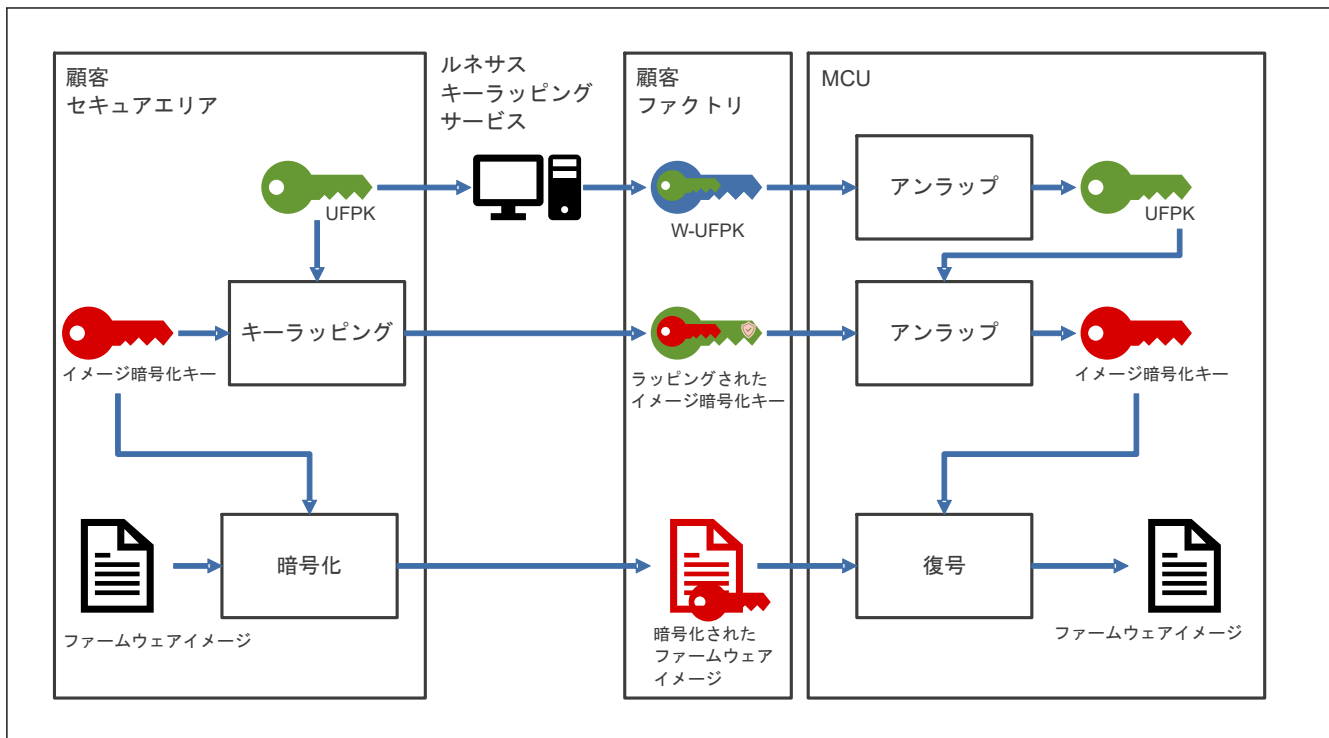 顧客
セキュアエリア
ルネサス
キーラッピング
サービス
顧客
ファクトリ
MCU
UFPK
W-UFPK
アンラップ
UFPK
イメージ暗号化キー
キーラッピング
ラッピングされた
イメージ暗号化キー
アンラップ
イメージ暗号化キー
ファームウェアイメージ
暗号化
暗号化された
ファームウェア
イメージ
復号
ファームウェアイメージ